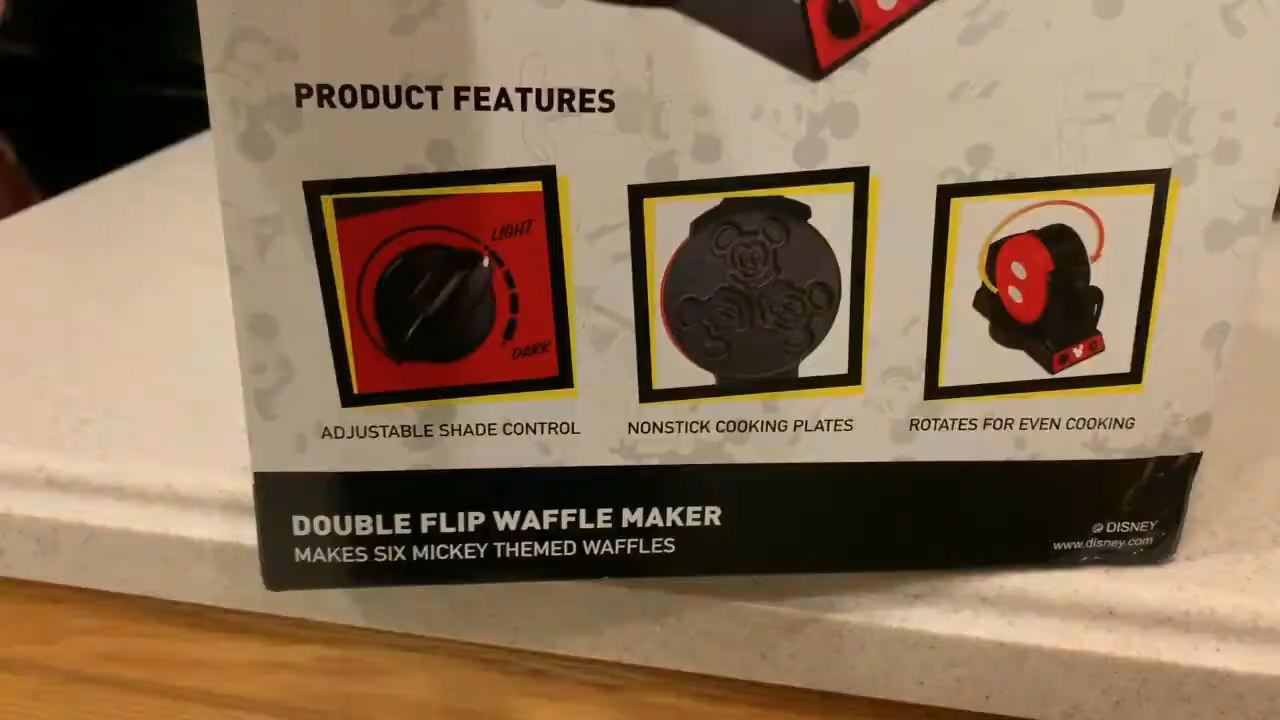 PRODUCT FEATURES
LIGHT
DARK
ADJUSTABLE SHADE CONTROL
NONSTICK COOKING PLATES
ROTATES FOR EVEN COOKING
DOUBLE FLIP WAFFLE MAKER
MAKES SIX MICKEY THEMED WAFFLES
© DISNEY
www.disney.com